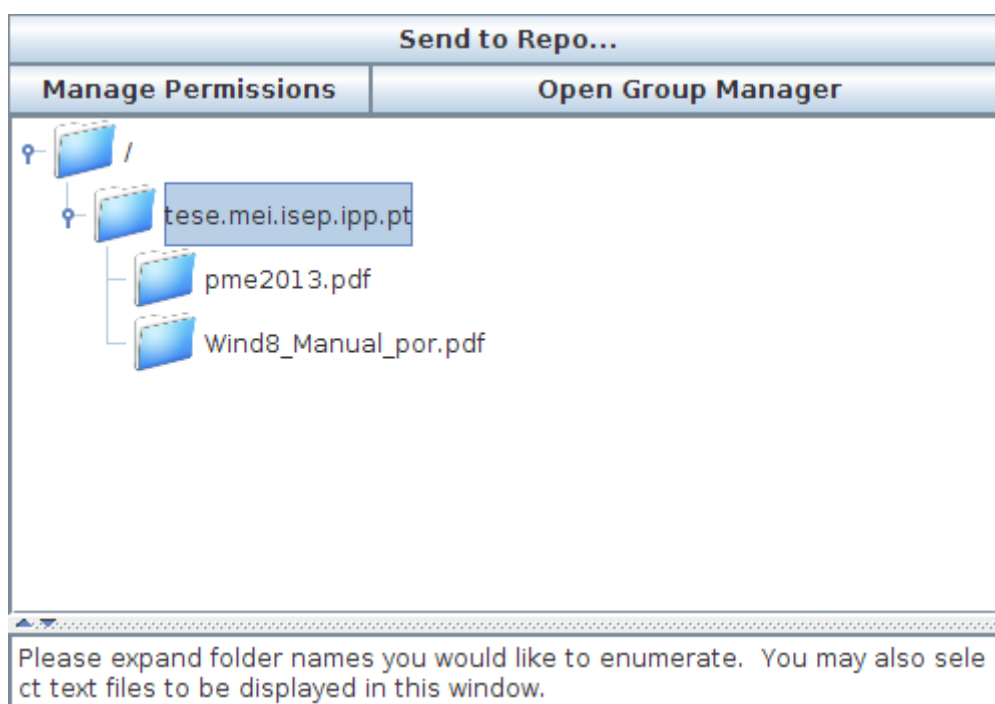 Send to Repo...
Manage Permissions
Open Group Manager
/
tese.mei.isep.ipp.pt
pme2013.pdf
Wind8_Manual_por.pdf
Please expand folder names you would like to enumerate.  You may also sele
ct text files to be displayed in this window.